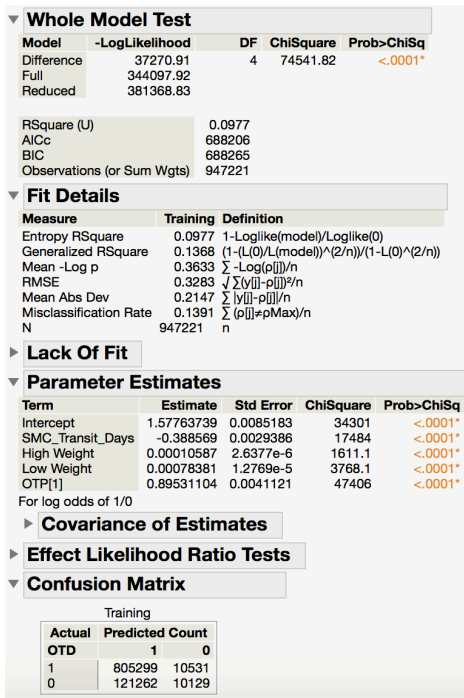 Whole Model Test
Model -LogLikelihood DF ChiSquare Prob>ChiSq
Difference 37270.91 4 74541.82 <.0001*
Full 344097.92
Reduced 381368.83
RSquare (U) 0.0977
AICc 688206
BIC 688265
Observations (or Sum Wgts) 947221
Fit Details
Measure Training Definition
Entropy RSquare 0.0977 1-Loglike(model)/Loglike(0)
Generalized RSquare 0.1368 (1-(L(0)/L(model))^(2/n))/(1-L(0)^(2/n))
Mean -Log p 0.3633 ∑ -Log(ρ[j])/n
RMSE 0.3283 √ ∑(y[j]-ρ[j])²/n
Mean Abs Dev 0.2147 ∑ |y[j]-ρ[j]|/n
Misclassification Rate 0.1391 ∑ (ρ[j]≠ρMax)/n
N 947221 n
Lack Of Fit
Parameter Estimates
Term Estimate Std Error ChiSquare Prob>ChiSq
Intercept 1.57763739 0.0085183 34301 <.0001*
SMC_Transit_Days -0.388569 0.0029386 17484 <.0001*
High Weight 0.00010587 2.6377e-6 1611.1 <.0001*
Low Weight 0.00078381 1.2769e-5 3768.1 <.0001*
OTP[1] 0.89531104 0.0041121 47406 <.0001*
For log odds of 1/0
Covariance of Estimates
Effect Likelihood Ratio Tests
Confusion Matrix
Training
Actual Predicted Count
OTD 1 0
1 805299 10531
0 121262 10129